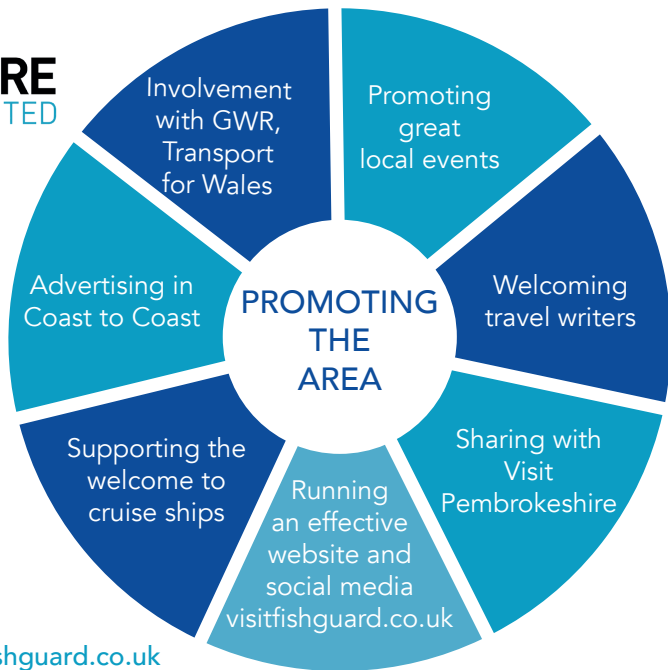 RE
TED
Involvement
with GWR,
Transport
for Wales
Promoting
great
local events
Welcoming
travel writers
Sharing with
Visit
Pembrokeshire
Running
an effective
website and
social media
visitfishguard.co.uk
Supporting the
welcome to
cruise ships
Advertising in
Coast to Coast
PROMOTING
THE
AREA
shguard.co.uk